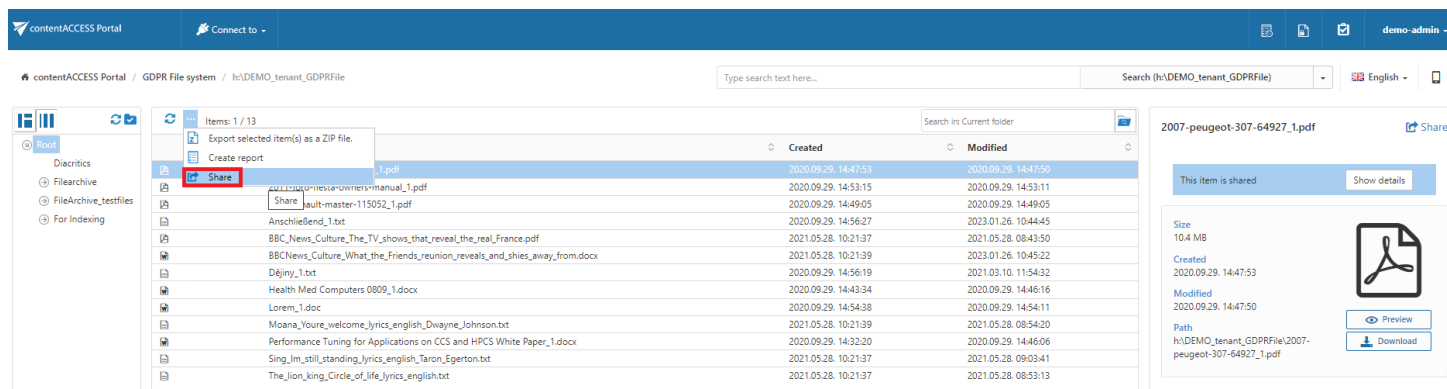 contentACCESS Portal
Connect to
demo-admin
contentACCESS Portal / GDPR File system / h:\DEMO_tenant_GDPRFile
Type search text here...
Search (h:\DEMO_tenant_GDPRFile)
English
Root
Diacritics
Filearchive
FileArchive_testfiles
For Indexing
... Items: 1 / 13
Search in: Current folder
Export selected item(s) as a ZIP file.
Create report
Share
Share
Created Modified
_1.pdf 2020.09.29. 14:47:53 2020.09.29. 14:47:50
2011-ford-fiesta-owners-manual_1.pdf 2020.09.29. 14:53:15 2020.09.29. 14:53:11
ault-master-115052_1.pdf 2020.09.29. 14:49:05 2020.09.29. 14:49:05
Anschließend_1.txt 2020.09.29. 14:56:27 2023.01.26. 10:44:45
BBC_News_Culture_The_TV_shows_that_reveal_the_real_France.pdf 2021.05.28. 10:21:37 2021.05.28. 08:43:50
BBCNews_Culture_What_the_Friends_reunion_reveals_and_shies_away_from.docx 2021.05.28. 10:21:39 2023.01.26. 10:45:22
Dějiny_1.txt 2020.09.29. 14:56:19 2021.03.10. 11:54:32
Health Med Computers 0809_1.docx 2020.09.29. 14:43:34 2020.09.29. 14:46:16
Lorem_1.doc 2020.09.29. 14:54:38 2020.09.29. 14:54:11
Moana_Youre_welcome_lyrics_english_Dwayne_Johnson.txt 2021.05.28. 10:21:39 2021.05.28. 08:54:20
Performance Tuning for Applications on CCS and HPCS White Paper_1.docx 2020.09.29. 14:32:20 2020.09.29. 14:46:06
Sing_Im_still_standing_lyrics_english_Taron_Egerton.txt 2021.05.28. 10:21:37 2021.05.28. 09:03:41
The_lion_king_Circle_of_life_lyrics_english.txt 2021.05.28. 10:21:37 2021.05.28. 08:53:13
2007-peugeot-307-64927_1.pdf
Share
This item is shared
Show details
Size
10.4 MB
Created
2020.09.29. 14:47:53
Modified
2020.09.29. 14:47:50
Path
h:\DEMO_tenant_GDPRFile\2007-
peugeot-307-64927_1.pdf
Preview
Download